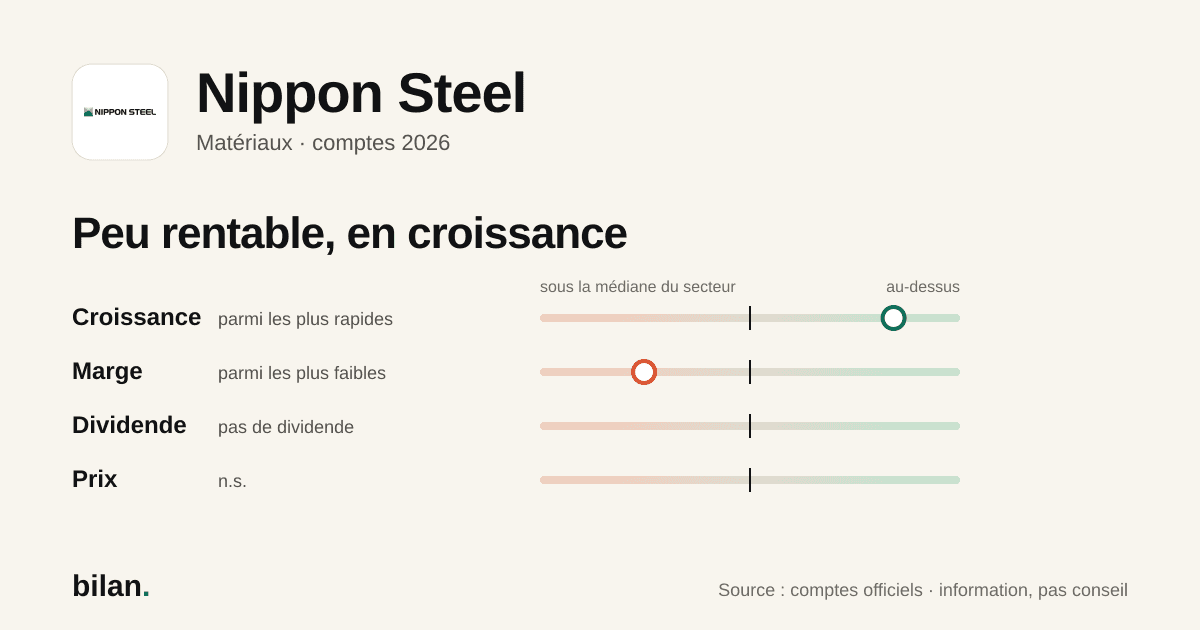 NIPPON STEEL
Nippon Steel
Matériaux · comptes 2026
Peu rentable, en croissance
sous la médiane du secteur au-dessus
Croissance parmi les plus rapides
Marge parmi les plus faibles
Dividende pas de dividende
Prix n.s.
bilan.
Source : comptes officiels · information, pas conseil